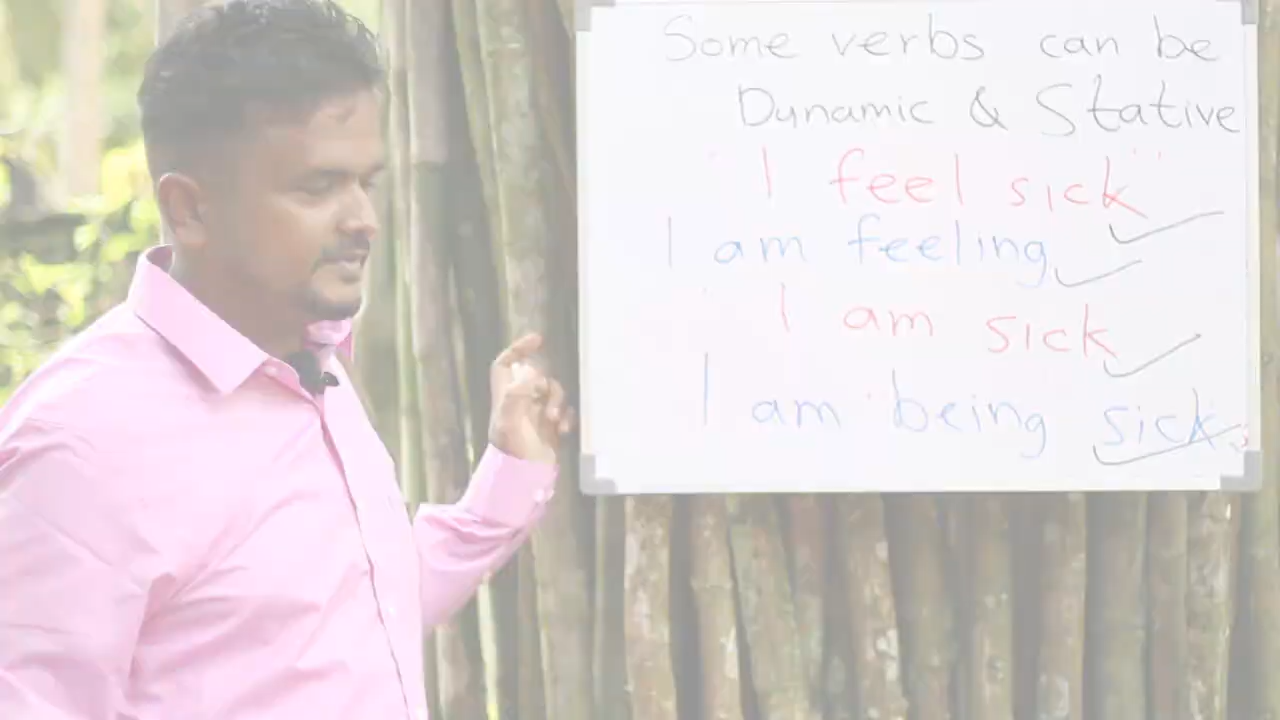 Some verbs can be
Dynamic & Stative
"I feel sick"
I am feeling
I am sick
I am being sick